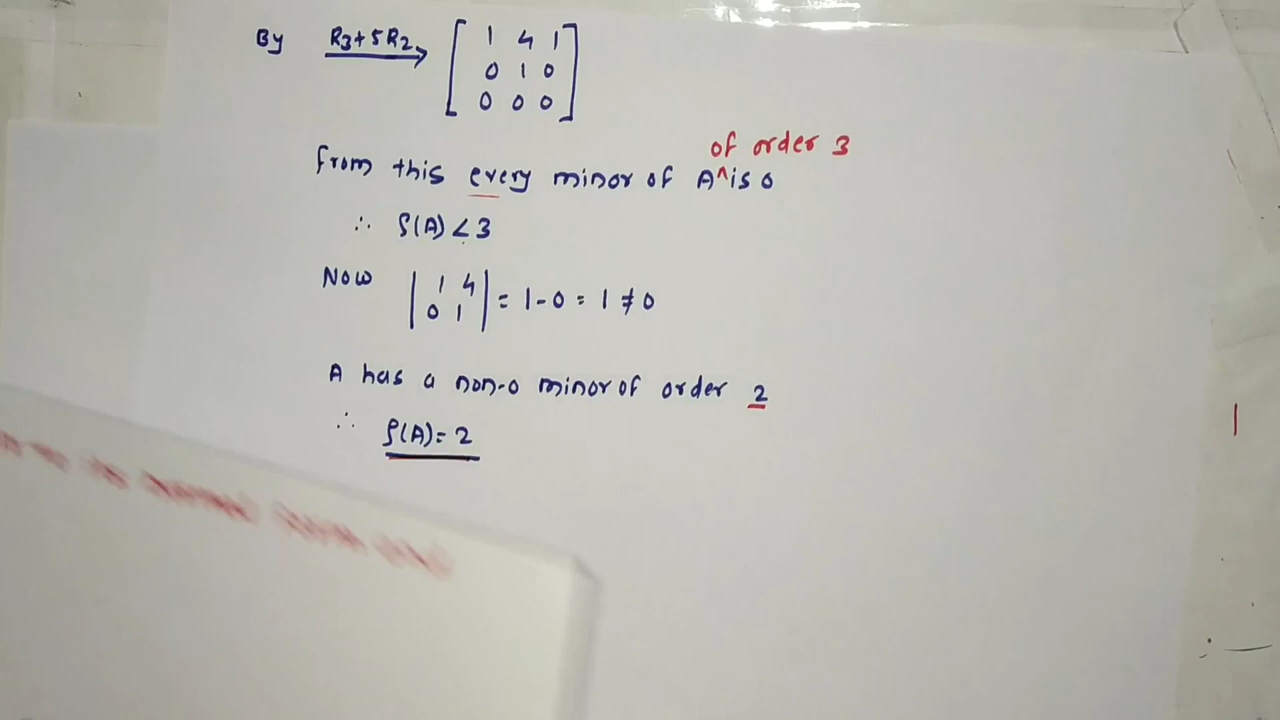 By R3+5R2 → [ 1 4 1
0 1 0
0 0 0 ]
of order 3
from this every minor of A ^ is 0
∴ ρ(A) < 3
Now | 1 4
0 1 | = 1-0 = 1 ≠ 0
A has a non-0 minor of order 2
∴ ρ(A) = 2